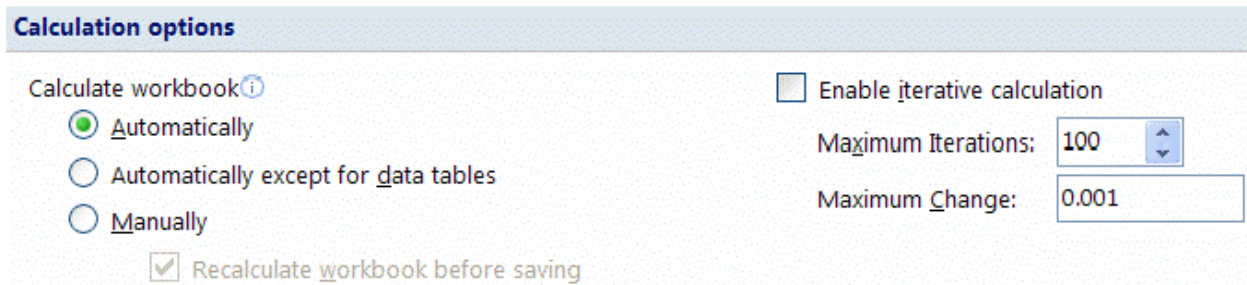 Calculation options
Calculate workbook
Automatically
Automatically except for data tables
Manually
Recalculate workbook before saving
Enable iterative calculation
Maximum Iterations: 100
Maximum Change: 0.001